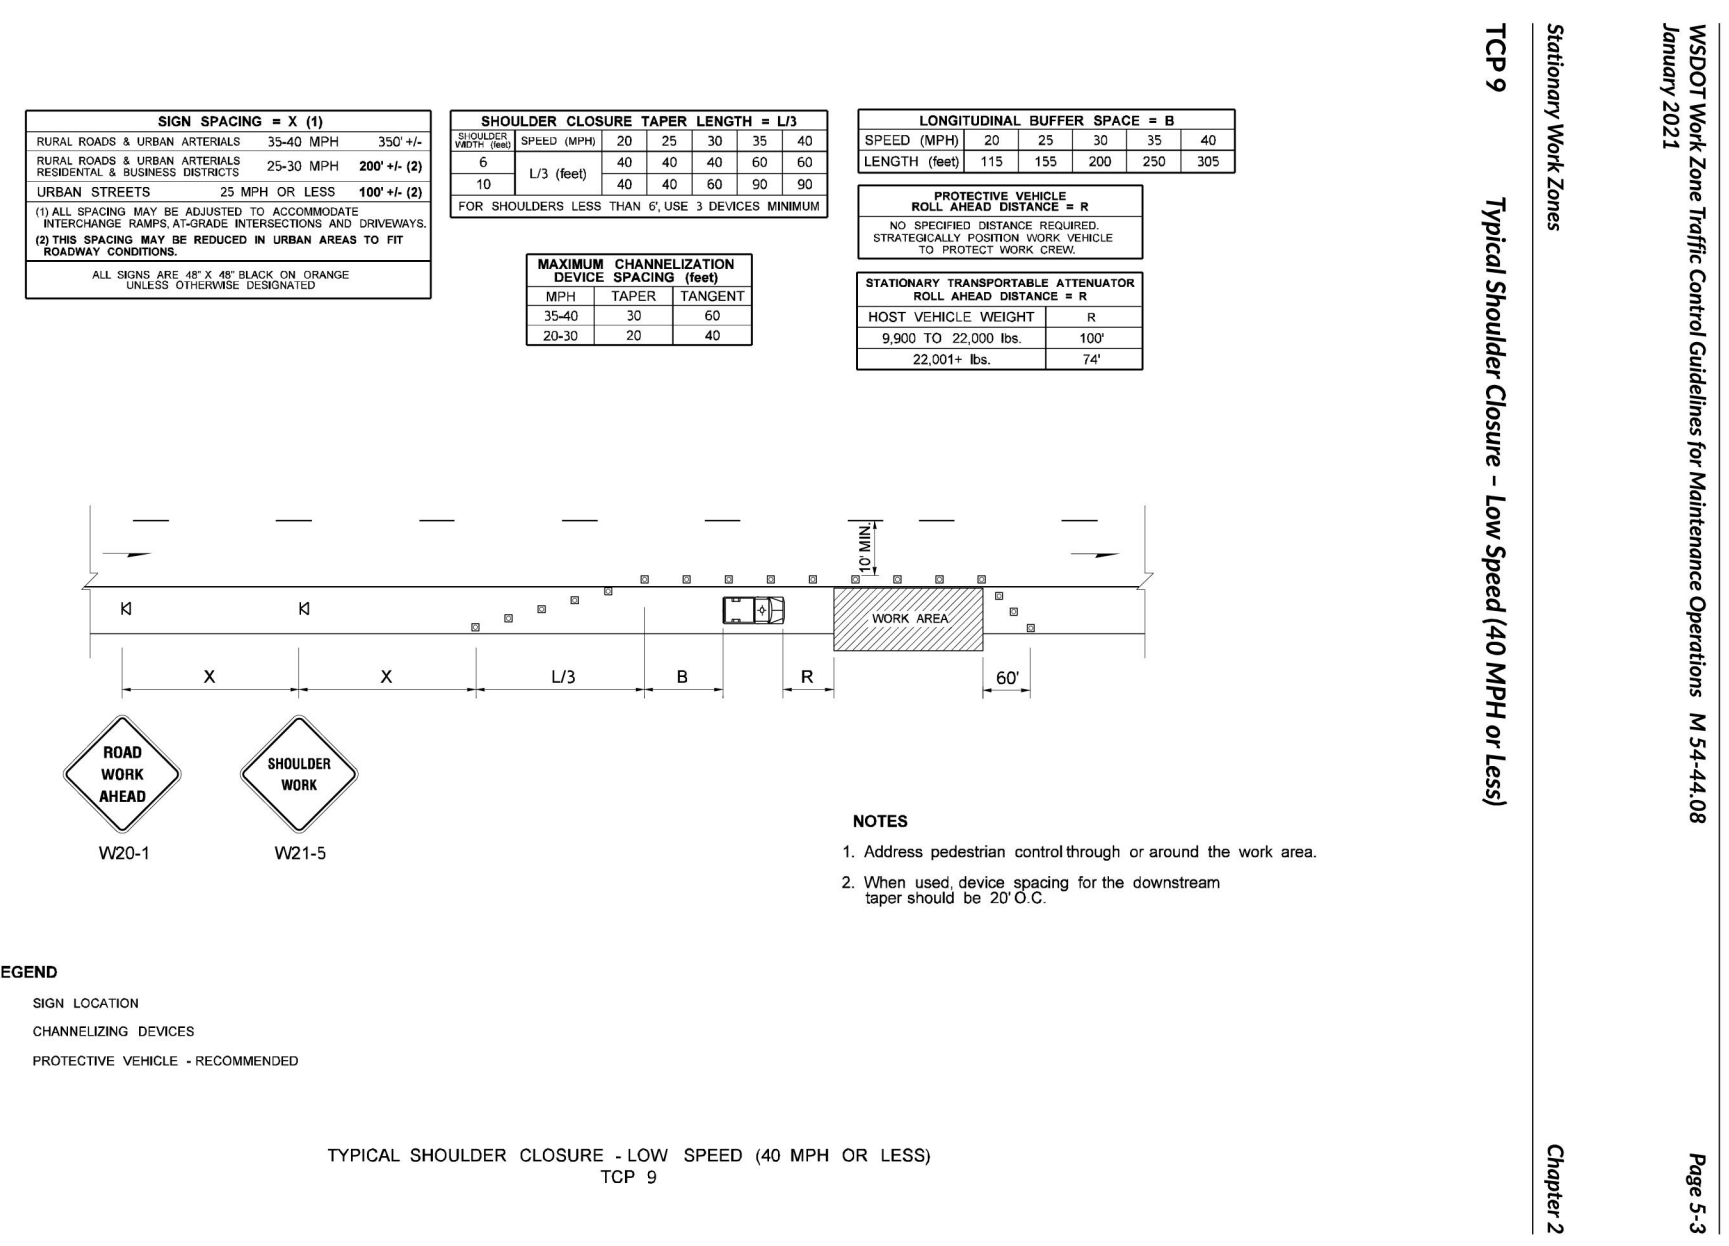 WSDOT Work Zone Traffic Control Guidelines for Maintenance Operations M 54-44.08 Page 5-3
January 2021
Stationary Work Zones Chapter 2
TCP 9 Typical Shoulder Closure – Low Speed (40 MPH or Less)
SIGN SPACING = X (1)
RURAL ROADS & URBAN ARTERIALS 35-40 MPH 350' +/-
RURAL ROADS & URBAN ARTERIALS
RESIDENTAL & BUSINESS DISTRICTS 25-30 MPH 200' +/- (2)
URBAN STREETS 25 MPH OR LESS 100' +/- (2)
(1) ALL SPACING MAY BE ADJUSTED TO ACCOMMODATE
INTERCHANGE RAMPS, AT-GRADE INTERSECTIONS AND DRIVEWAYS.
(2) THIS SPACING MAY BE REDUCED IN URBAN AREAS TO FIT
ROADWAY CONDITIONS.
ALL SIGNS ARE 48" X 48" BLACK ON ORANGE
UNLESS OTHERWISE DESIGNATED
SHOULDER CLOSURE TAPER LENGTH = L/3
SHOULDER
WIDTH (feet) SPEED (MPH) 20 25 30 35 40
6 40 40 40 60 60
L/3 (feet)
10 40 40 60 90 90
FOR SHOULDERS LESS THAN 6', USE 3 DEVICES MINIMUM
MAXIMUM CHANNELIZATION
DEVICE SPACING (feet)
MPH TAPER TANGENT
35-40 30 60
20-30 20 40
LONGITUDINAL BUFFER SPACE = B
SPEED (MPH) 20 25 30 35 40
LENGTH (feet) 115 155 200 250 305
PROTECTIVE VEHICLE
ROLL AHEAD DISTANCE = R
NO SPECIFIED DISTANCE REQUIRED.
STRATEGICALLY POSITION WORK VEHICLE
TO PROTECT WORK CREW.
STATIONARY TRANSPORTABLE ATTENUATOR
ROLL AHEAD DISTANCE = R
HOST VEHICLE WEIGHT R
9,900 TO 22,000 lbs. 100'
22,001+ lbs. 74'
10' MIN.
WORK AREA
X X L/3 B R 60'
ROAD
WORK
AHEAD
W20-1
SHOULDER
WORK
W21-5
NOTES
1. Address pedestrian control through or around the work area.
2. When used, device spacing for the downstream
taper should be 20' O.C.
EGEND
SIGN LOCATION
CHANNELIZING DEVICES
PROTECTIVE VEHICLE - RECOMMENDED
TYPICAL SHOULDER CLOSURE - LOW SPEED (40 MPH OR LESS)
TCP 9